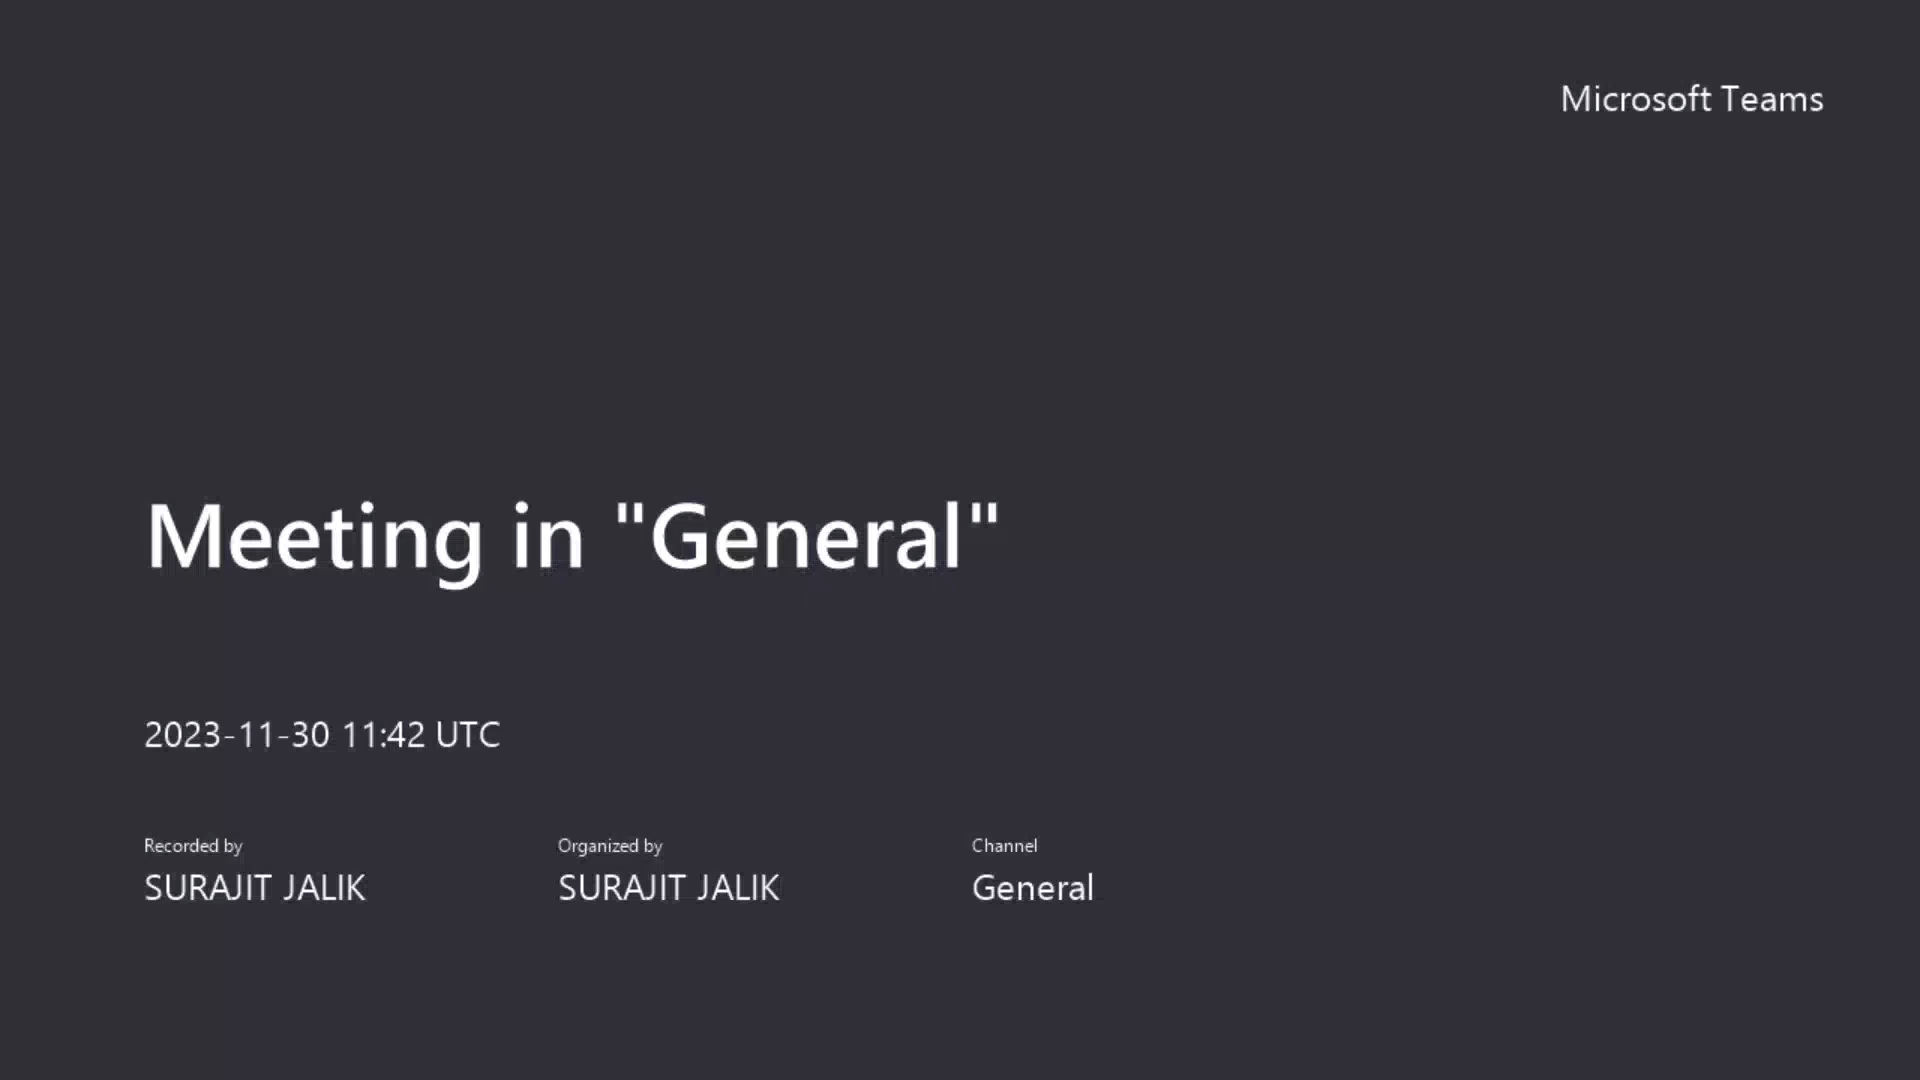 Microsoft Teams
Meeting in "General"
2023-11-30 11:42 UTC
Recorded by
SURAJIT JALIK
Organized by
SURAJIT JALIK
Channel
General